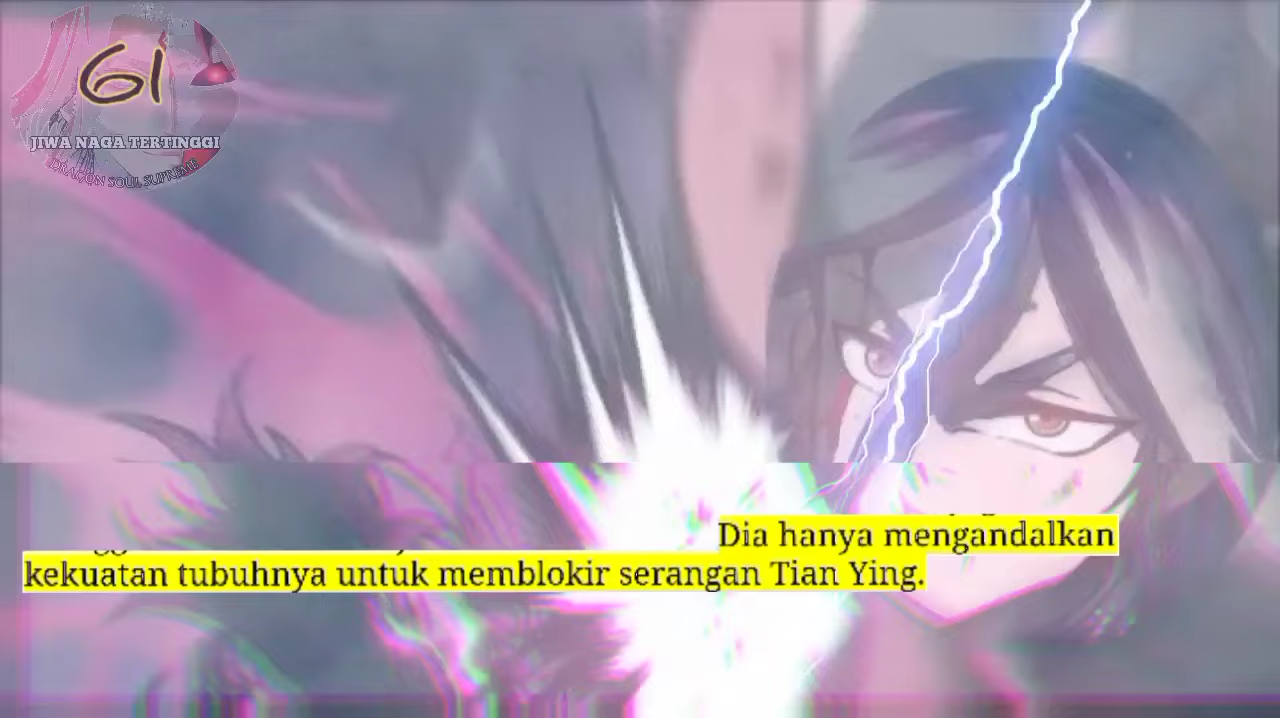 61
JIWA NAGA TERTINGGI
DRAGON SOUL SUPREME
Dia hanya mengandalkan
kekuatan tubuhnya untuk memblokir serangan Tian Ying.